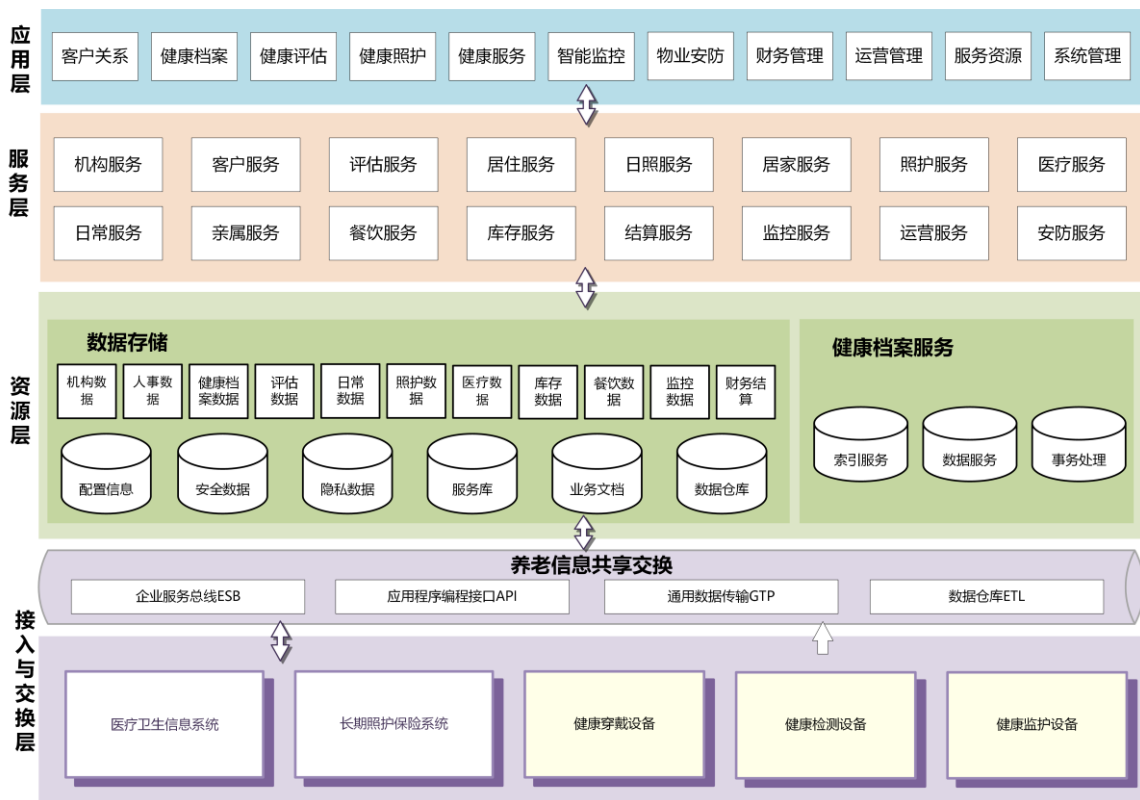 应用层
客户关系
健康档案
健康评估
健康照护
健康服务
智能监控
物业安防
财务管理
运营管理
服务资源
系统管理
服务层
机构服务
客户服务
评估服务
居住服务
日照服务
居家服务
照护服务
医疗服务
日常服务
亲属服务
餐饮服务
库存服务
结算服务
监控服务
运营服务
安防服务
资源层
数据存储
机构数
据
人事数
据
健康档
案数据
评估
数据
日常
数据
照护数
据
医疗数
据
库存
数据
餐饮数
据
监控
数据
财务结
算
配置信息
安全数据
隐私数据
服务库
业务文档
数据仓库
健康档案服务
索引服务
数据服务
事务处理
接入与交换层
养老信息共享交换
企业服务总线ESB
应用程序编程接口API
通用数据传输GTP
数据仓库ETL
医疗卫生信息系统
长期照护保险系统
健康穿戴设备
健康检测设备
健康监护设备